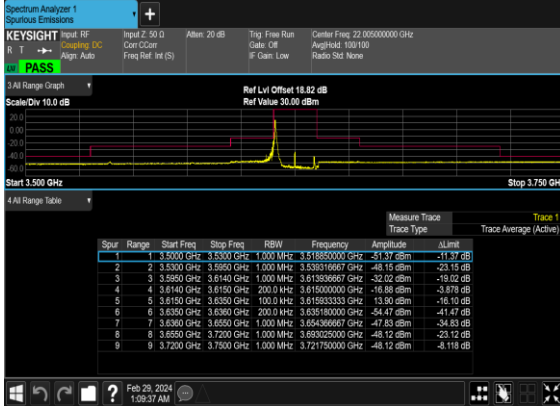 Spectrum Analyzer 1
Spurious Emissions
+
KEYSIGHT Input: RF Input Z: 50 Ω Atten: 20 dB Trig: Free Run Center Freq: 22.005000000 GHz
R T Coupling: DC Corr CCorr Gate: Off Avg|Hold: 100/100
Align: Auto Freq Ref: Int (S) IF Gain: Low Radio Std: None
PASS
3 All Range Graph
Ref Lvl Offset 18.82 dB
Scale/Div 10.0 dB Ref Value 30.00 dBm
20.0
0.00
-20.0
-40.0
-60.0
Start 3.500 GHz Stop 3.750 GH
4 All Range Table
Measure Trace Trace 1
Trace Type Trace Average (Active)
Spur Range Start Freq Stop Freq RBW Frequency Amplitude ΔLimit
1 1 3.5000 GHz 3.5300 GHz 1.000 MHz 3.518850000 GHz -51.37 dBm -11.37 dB
2 2 3.5300 GHz 3.5950 GHz 1.000 MHz 3.539316667 GHz -48.15 dBm -23.15 dB
3 3 3.5950 GHz 3.6140 GHz 1.000 MHz 3.613936667 GHz -32.02 dBm -19.02 dB
4 4 3.6140 GHz 3.6150 GHz 200.0 kHz 3.615000000 GHz -16.88 dBm -3.878 dB
5 5 3.6150 GHz 3.6350 GHz 100.0 kHz 3.615933333 GHz 13.90 dBm -16.10 dB
6 6 3.6350 GHz 3.6360 GHz 200.0 kHz 3.635180000 GHz -54.47 dBm -41.47 dB
7 7 3.6360 GHz 3.6550 GHz 1.000 MHz 3.654366667 GHz -47.83 dBm -34.83 dB
8 8 3.6550 GHz 3.7200 GHz 1.000 MHz 3.693025000 GHz -48.12 dBm -23.12 dB
9 9 3.7200 GHz 3.7500 GHz 1.000 MHz 3.721750000 GHz -48.12 dBm -8.118 dB
? Feb 29, 2024
1:09:37 AM